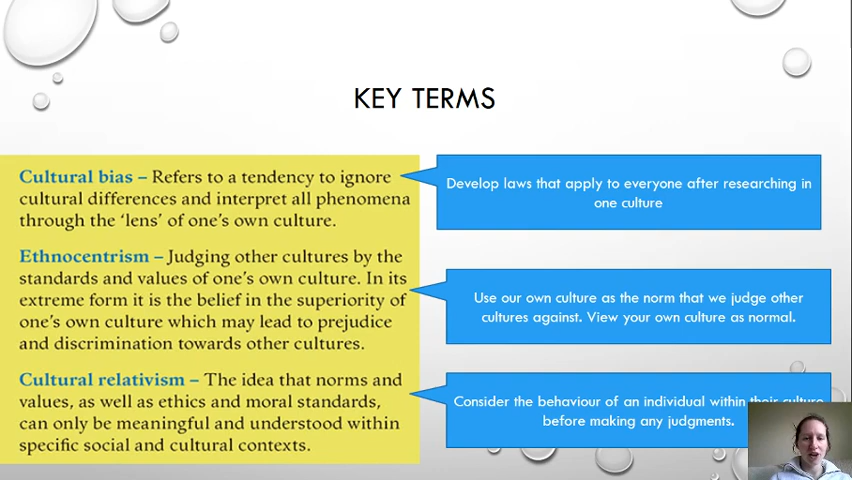 KEY TERMS
Cultural bias – Refers to a tendency to ignore
cultural differences and interpret all phenomena
through the ‘lens’ of one’s own culture.
Develop laws that apply to everyone after researching in
one culture
Ethnocentrism – Judging other cultures by the
standards and values of one’s own culture. In its
extreme form it is the belief in the superiority of
one’s own culture which may lead to prejudice
and discrimination towards other cultures.
Use our own culture as the norm that we judge other
cultures against. View your own culture as normal.
Cultural relativism – The idea that norms and
values, as well as ethics and moral standards,
can only be meaningful and understood within
specific social and cultural contexts.
Consider the behaviour of an individual within their culture
before making any judgments.